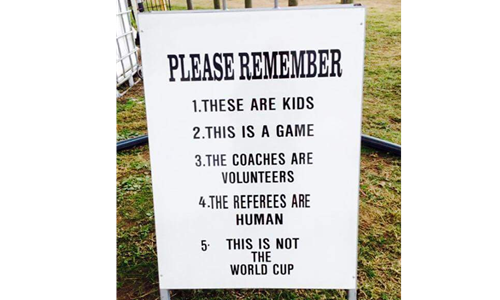 PLEASE REMEMBER
1.THESE ARE KIDS
2.THIS IS A GAME
3.THE COACHES ARE
VOLUNTEERS
4.THE REFEREES ARE
HUMAN
5· THIS IS NOT
THE
WORLD CUP